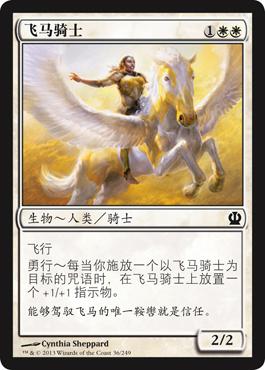 飞马骑士 1
生物～人类／骑士
飞行
勇行～每当你施放一个以飞马骑士为
目标的咒语时，在飞马骑士上放置一
个 +1/+1 指示物。
能够驾驭飞马的唯一鞍辔就是信任。
Cynthia Sheppard
™ & © 2013 Wizards of the Coast 36/249
2/2